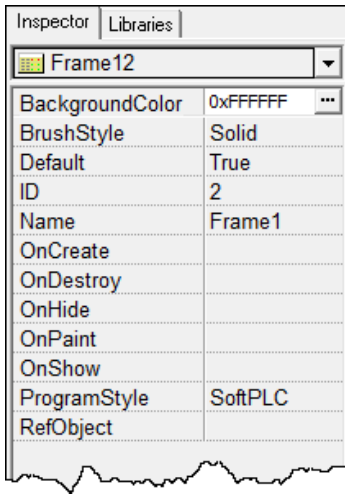 Inspector Libraries
Frame12
BackgroundColor 0xFFFFFF ...
BrushStyle Solid
Default True
ID 2
Name Frame1
OnCreate
OnDestroy
OnHide
OnPaint
OnShow
ProgramStyle SoftPLC
RefObject